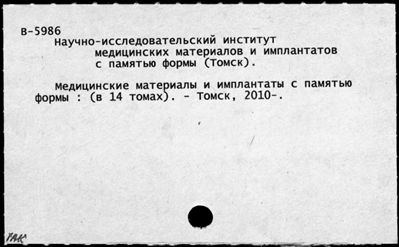 В-5986
Научно-исследовательский институт
медицинских материалов и имплантатов
с памятью формы (Томск).
Медицинские материалы и имплантаты с памятью
формы : (в 14 томах). - Томск, 2010-.